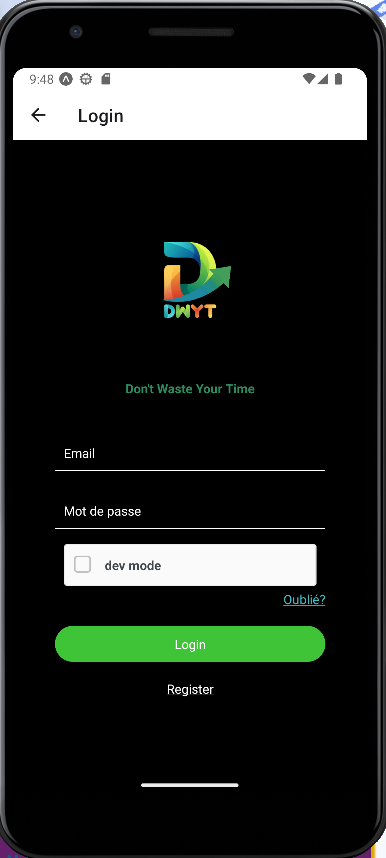 9:48
Login
DWYT
Don't Waste Your Time
Email
Mot de passe
dev mode
Oublié?
Login
Register